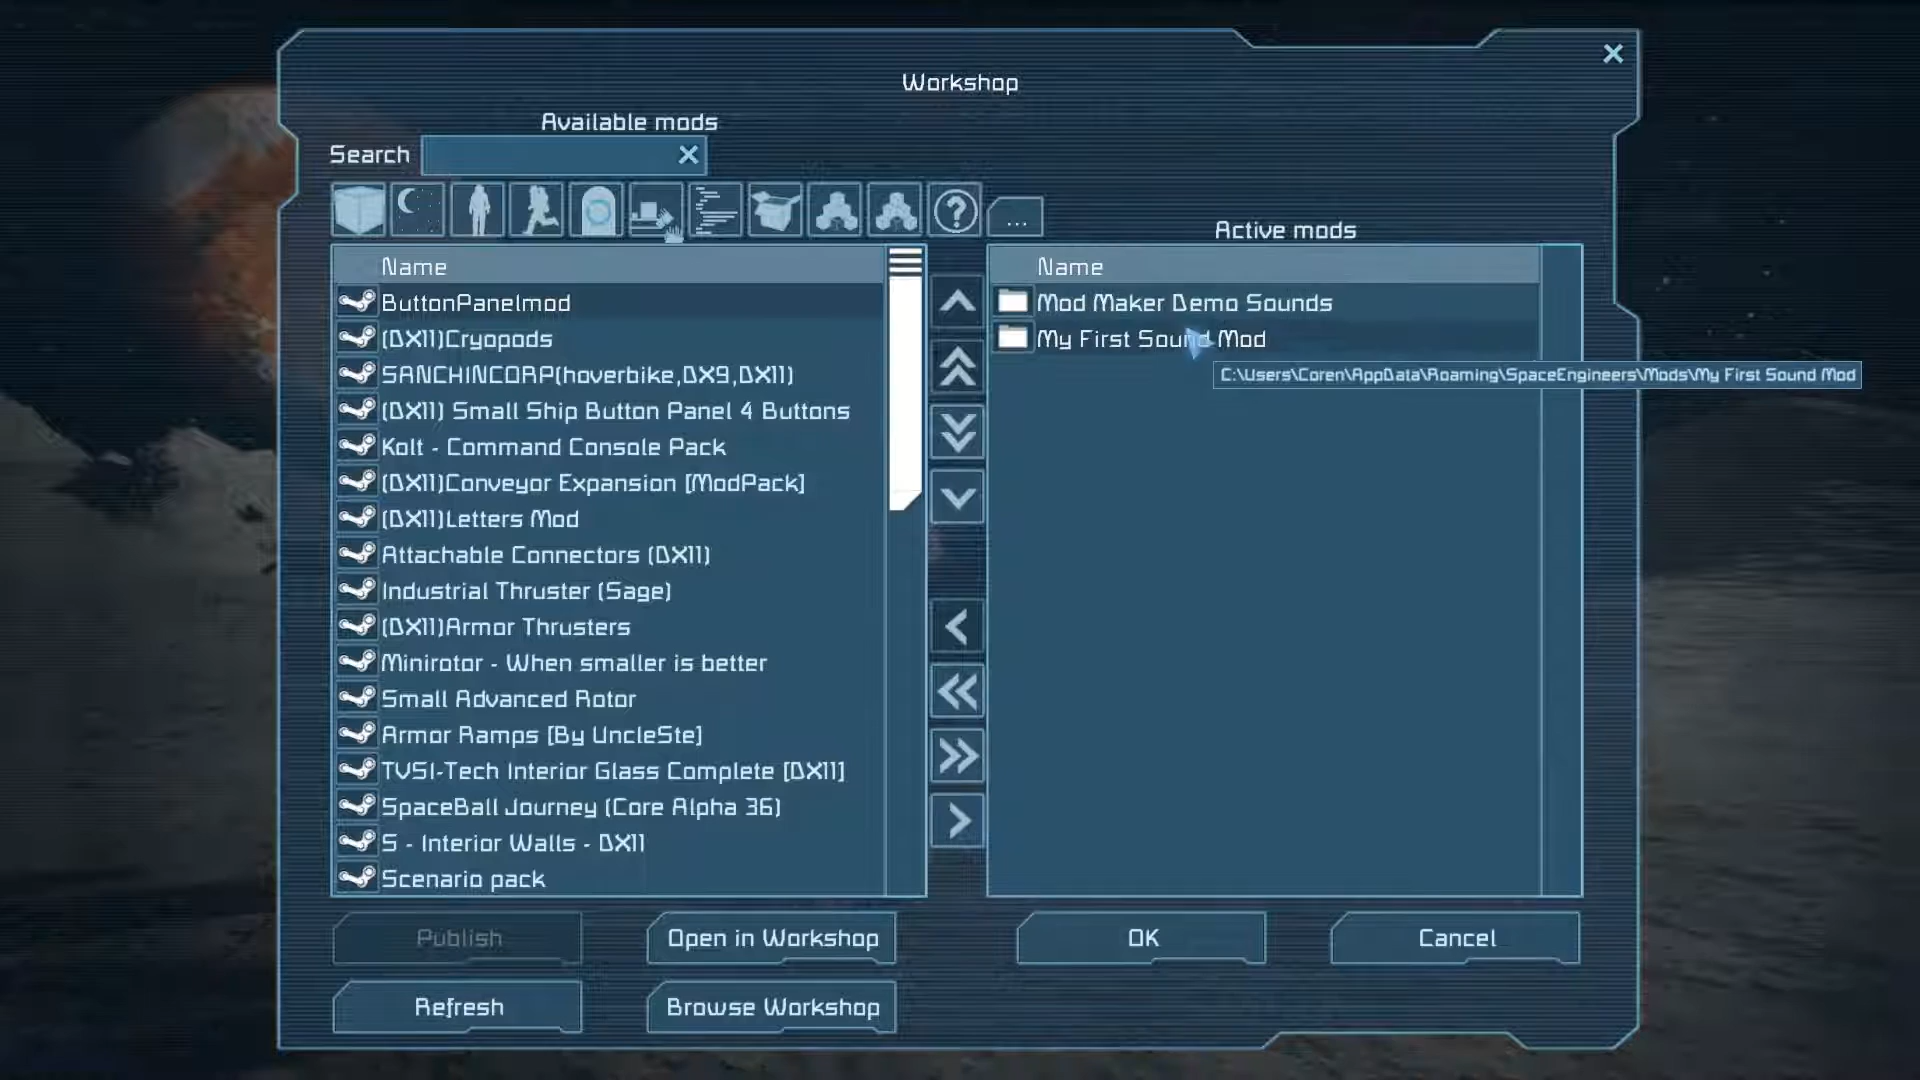 Workshop
Available mods
Search
...
Active mods
Name
ButtonPanelmod
(DX11)Cryopods
SANCHINCORP(hoverbike,DX9,DX11)
(DX11) Small Ship Button Panel 4 Buttons
Kolt - Command Console Pack
(DX11)Conveyor Expansion [ModPack]
(DX11)Letters Mod
Attachable Connectors (DX11)
Industrial Thruster (Sage)
(DX11)Armor Thrusters
Minirotor - When smaller is better
Small Advanced Rotor
Armor Ramps [By UncleSte]
TVSI-Tech Interior Glass Complete [DX11]
SpaceBall Journey (Core Alpha 36)
S - Interior Walls - DX11
Scenario pack
Name
Mod Maker Demo Sounds
My First Sound Mod
C:\Users\Coren\AppData\Roaming\SpaceEngineers\Mods\My First Sound Mod
Publish
Open in Workshop
OK
Cancel
Refresh
Browse Workshop